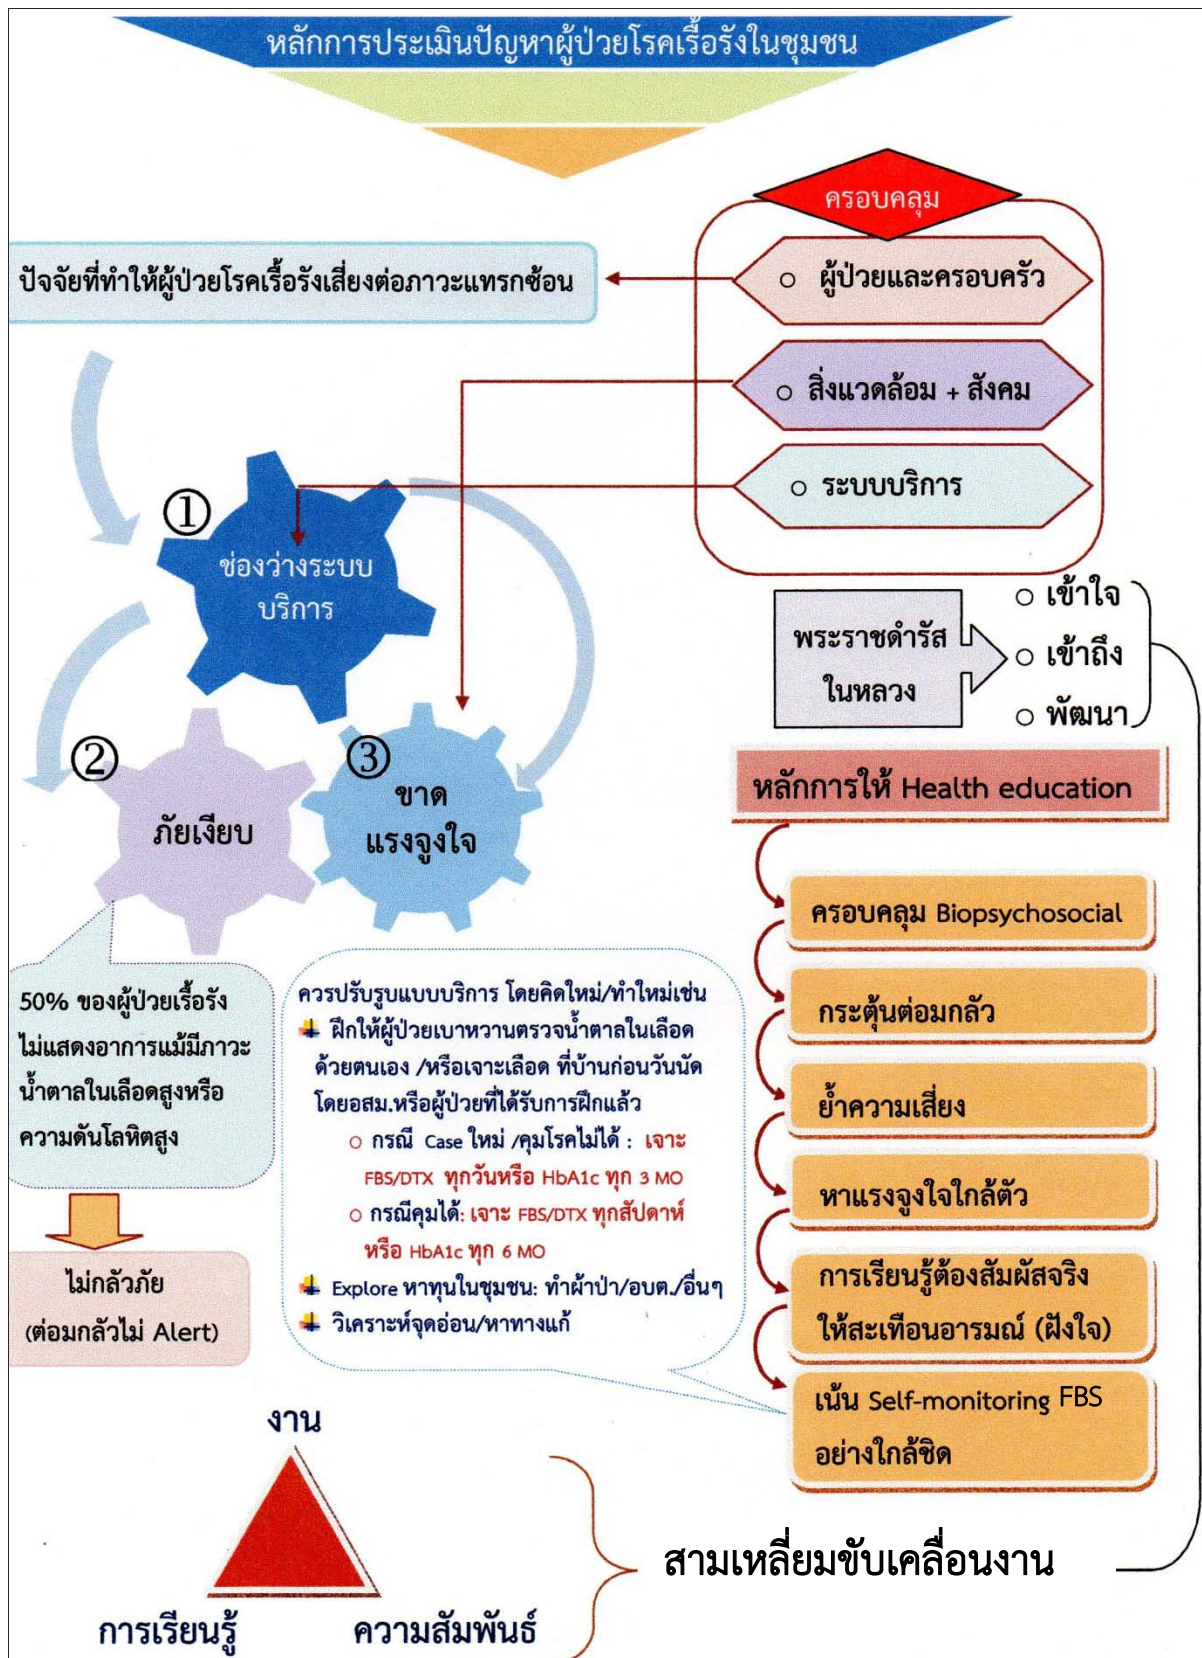 หลักการประเมินปัญหาผู้ป่วยโรคเรื้อรังในชุมชน
ครอบคลุม
○ ผู้ป่วยและครอบครัว
ปัจจัยที่ทำให้ผู้ป่วยโรคเรื้อรังเสี่ยงต่อภาวะแทรกซ้อน
○ สิ่งแวดล้อม + สังคม
○ ระบบบริการ
①
ช่องว่างระบบ
บริการ
②
ภัยเงียบ
③
ขาด
แรงจูงใจ
พระราชดำรัส
ในหลวง
○ เข้าใจ
○ เข้าถึง
○ พัฒนา
หลักการให้ Health education
ครอบคลุม Biopsychosocial
กระตุ้นต่อมกลัว
ย้ำความเสี่ยง
หาแรงจูงใจใกล้ตัว
การเรียนรู้ต้องสัมผัสจริง
ให้สะเทือนอารมณ์ (ฝังใจ)
เน้น Self-monitoring FBS
อย่างใกล้ชิด
50% ของผู้ป่วยเรื้อรัง
ไม่แสดงอาการแม้มีภาวะ
น้ำตาลในเลือดสูงหรือ
ความดันโลหิตสูง
ไม่กลัวภัย
(ต่อมกลัวไม่ Alert)
ควรปรับรูบแบบบริการ โดยคิดใหม่/ทำใหม่เช่น
ฝึกให้ผู้ป่วยเบาหวานตรวจน้ำตาลในเลือด
ด้วยตนเอง /หรือเจาะเลือด ที่บ้านก่อนวันนัด
โดยอสม.หรือผู้ป่วยที่ได้รับการฝึกแล้ว
○ กรณี Case ใหม่ /คุมโรคไม่ได้ : เจาะ
FBS/DTX ทุกวันหรือ HbA1c ทุก 3 MO
○ กรณีคุมได้: เจาะ FBS/DTX ทุกสัปดาห์
หรือ HbA1c ทุก 6 MO
Explore หาทุนในชุมชน: ทำผ้าป่า/อบต./อื่นๆ
วิเคราะห์จุดอ่อน/หาทางแก้
งาน
การเรียนรู้
ความสัมพันธ์
สามเหลี่ยมขับเคลื่อนงาน